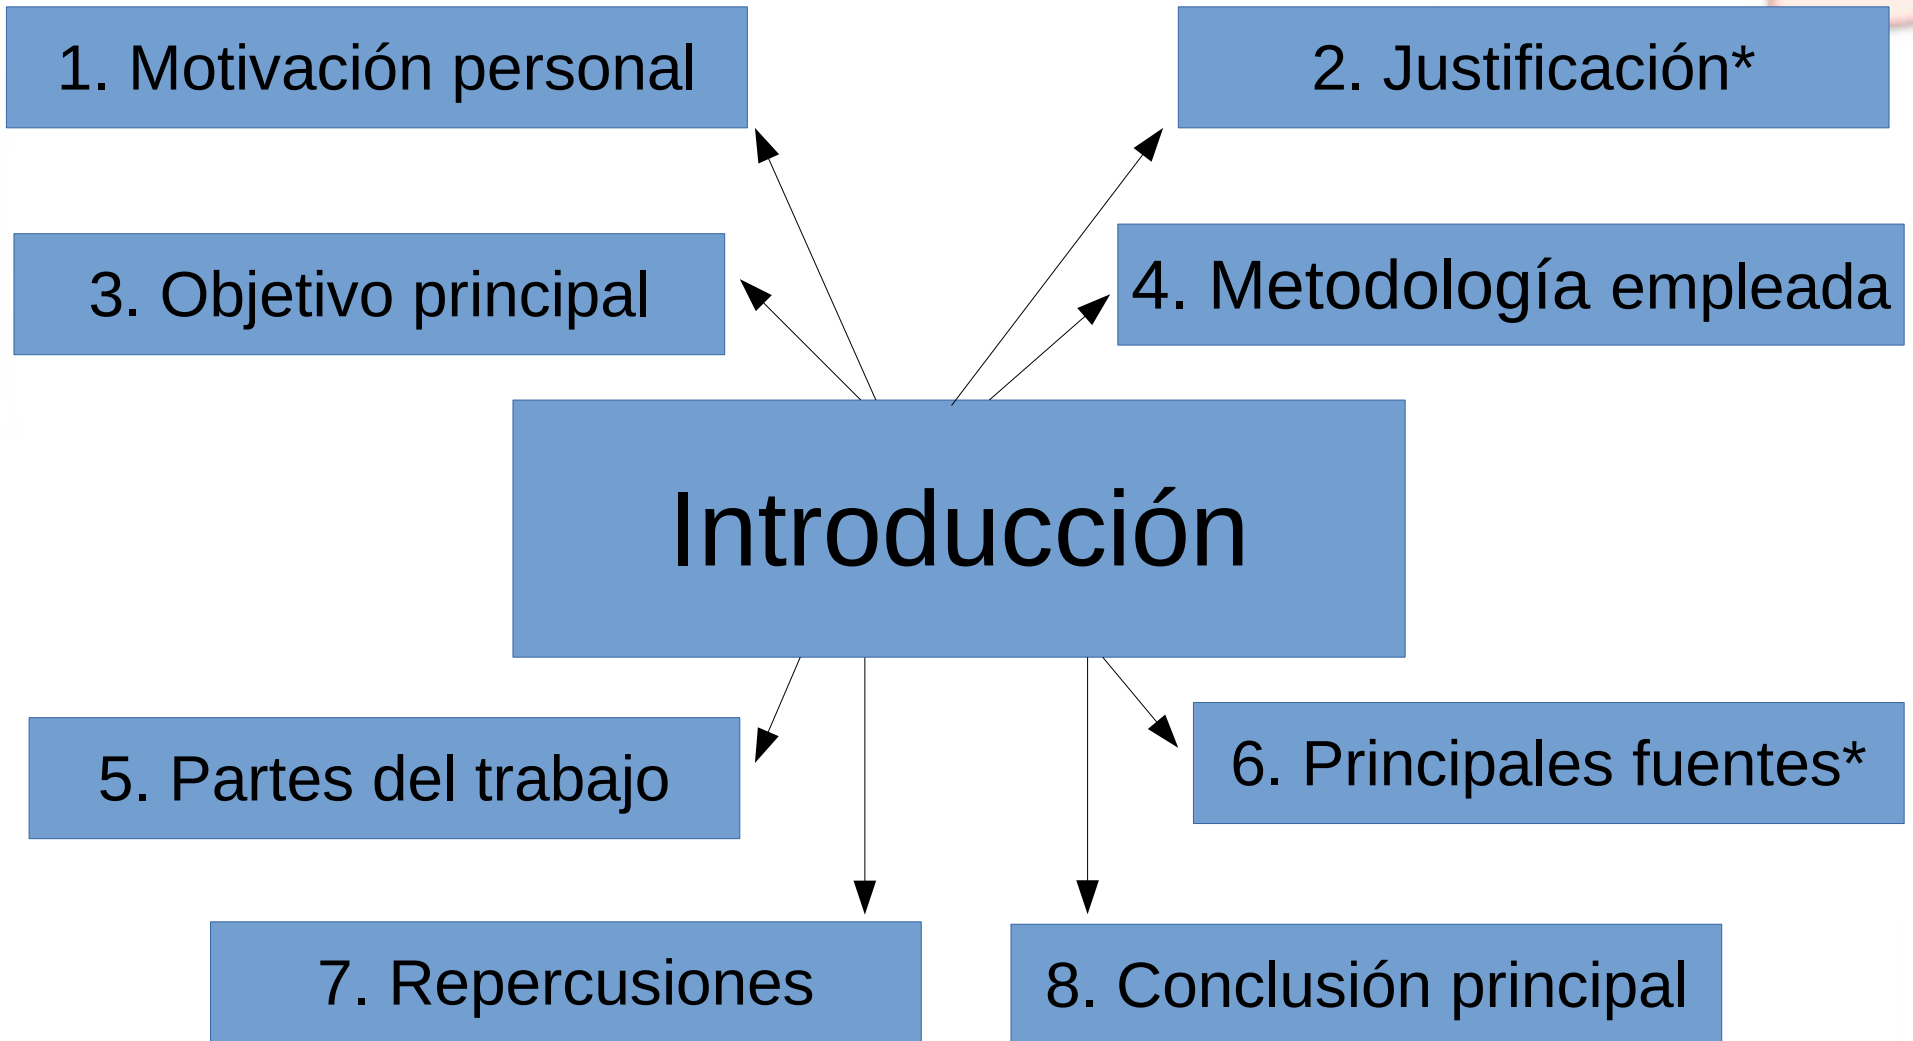 1. Motivación personal
2. Justificación*
3. Objetivo principal
4. Metodología empleada
Introducción
5. Partes del trabajo
6. Principales fuentes*
7. Repercusiones
8. Conclusión principal